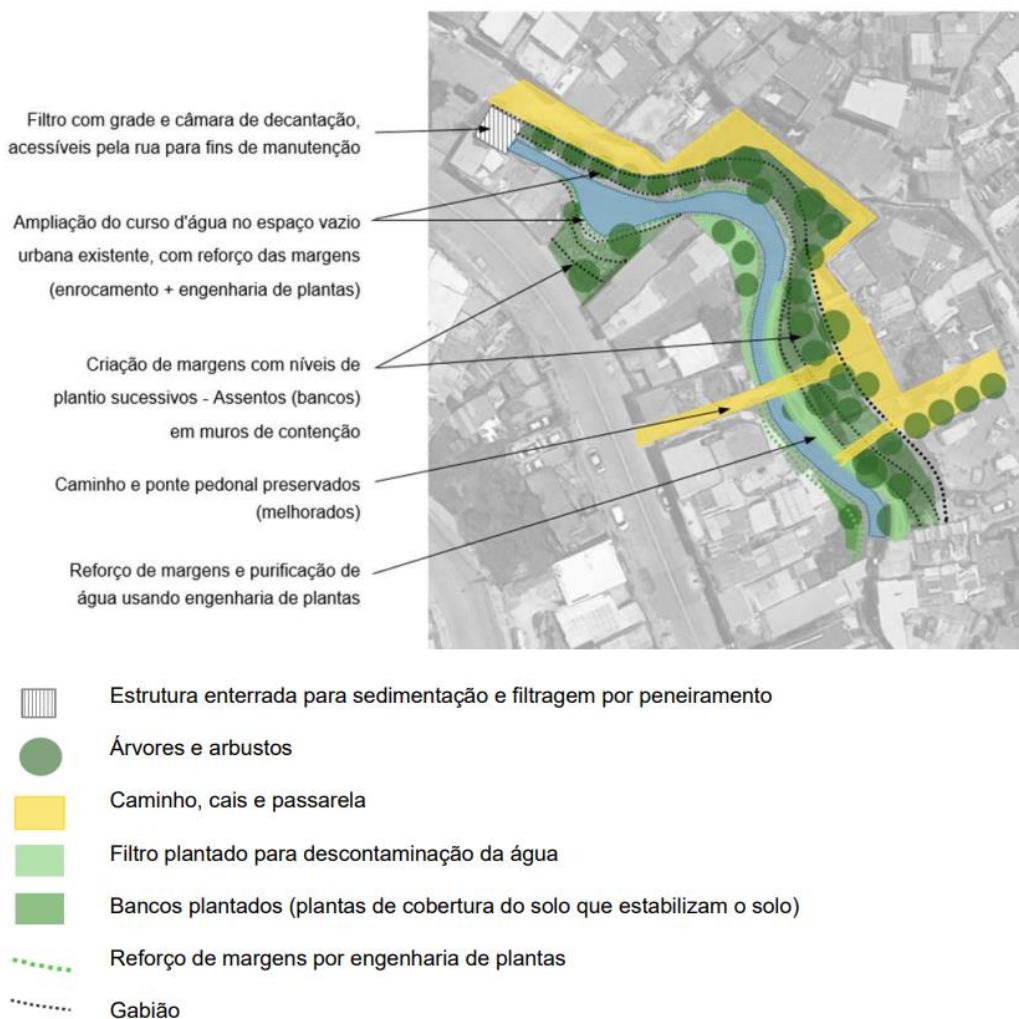 Filtro com grade e câmara de decantação,
acessíveis pela rua para fins de manutenção
Ampliação do curso d'água no espaço vazio
urbana existente, com reforço das margens
(enrocamento + engenharia de plantas)
Criação de margens com níveis de
plantio sucessivos - Assentos (bancos)
em muros de contenção
Caminho e ponte pedonal preservados
(melhorados)
Reforço de margens e purificação de
água usando engenharia de plantas
Estrutura enterrada para sedimentação e filtragem por peneiramento
Árvores e arbustos
Caminho, cais e passarela
Filtro plantado para descontaminação da água
Bancos plantados (plantas de cobertura do solo que estabilizam o solo)
Reforço de margens por engenharia de plantas
Gabião